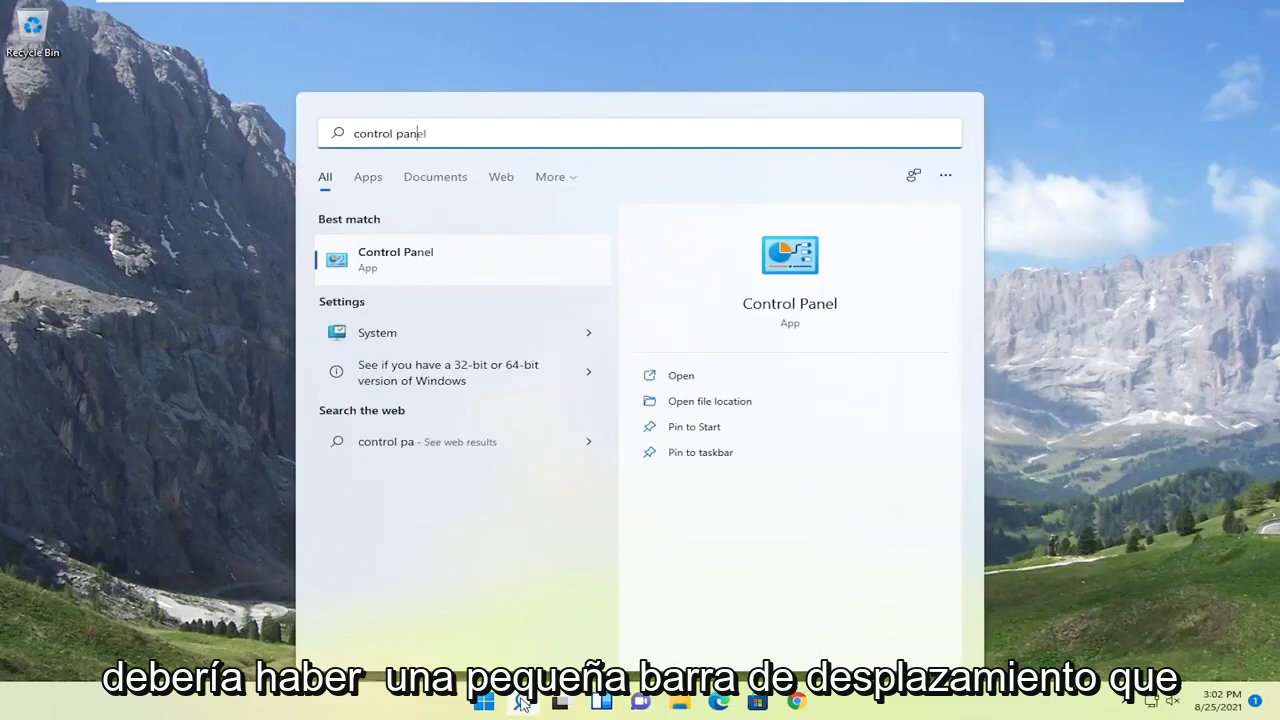 Recycle Bin
control panel
All Apps Documents Web More
Best match
Control Panel
App
Settings
System
See if you have a 32-bit or 64-bit
version of Windows
Search the web
control pa - See web results
Control Panel
App
Open
Open file location
Pin to Start
Pin to taskbar
debería haber una pequeña barra de desplazamiento que
3:02 PM
8/25/2021
1